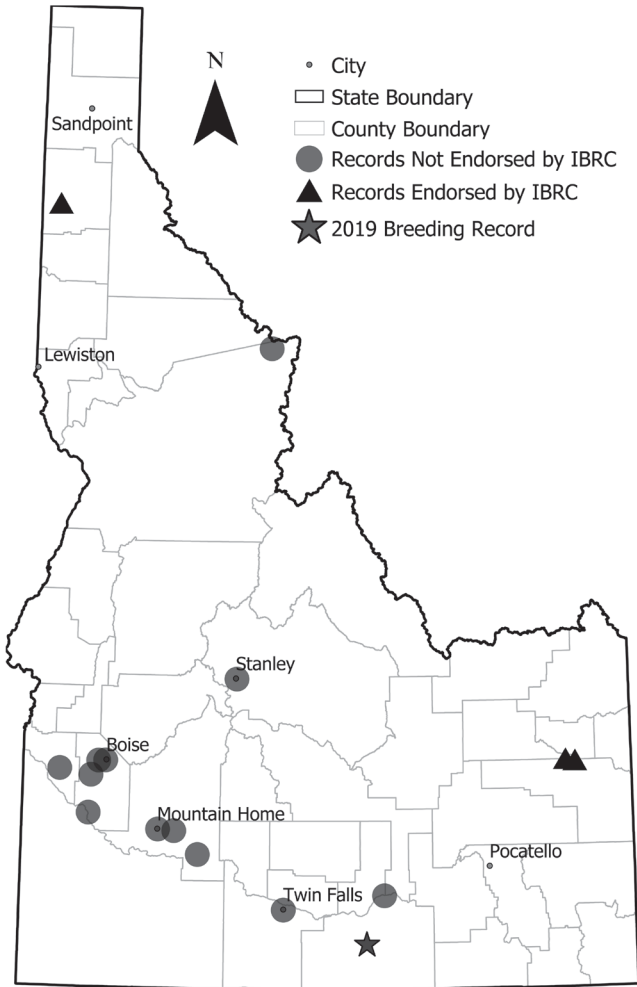 N
City
State Boundary
County Boundary
Records Not Endorsed by IBRC
Records Endorsed by IBRC
2019 Breeding Record
Sandpoint
Lewiston
Stanley
Boise
Mountain Home
Pocatello
Twin Falls